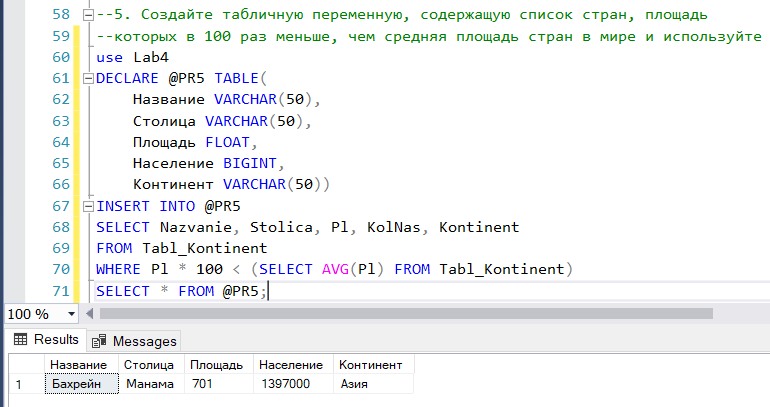 58 --5. Создайте табличную переменную, содержащую список стран, площадь
59 --которых в 100 раз меньше, чем средняя площадь стран в мире и используйте
60 use Lab4
61 DECLARE @PR5 TABLE(
62 Название VARCHAR(50),
63 Столица VARCHAR(50),
64 Площадь FLOAT,
65 Население BIGINT,
66 Континент VARCHAR(50))
67 INSERT INTO @PR5
68 SELECT Nazvanie, Stolica, Pl, KolNas, Kontinent
69 FROM Tabl_Kontinent
70 WHERE Pl * 100 < (SELECT AVG(Pl) FROM Tabl_Kontinent)
71 SELECT * FROM @PR5;
100 %
Results Messages
Название Столица Площадь Население Континент
1 Бахрейн Манама 701 1397000 Азия